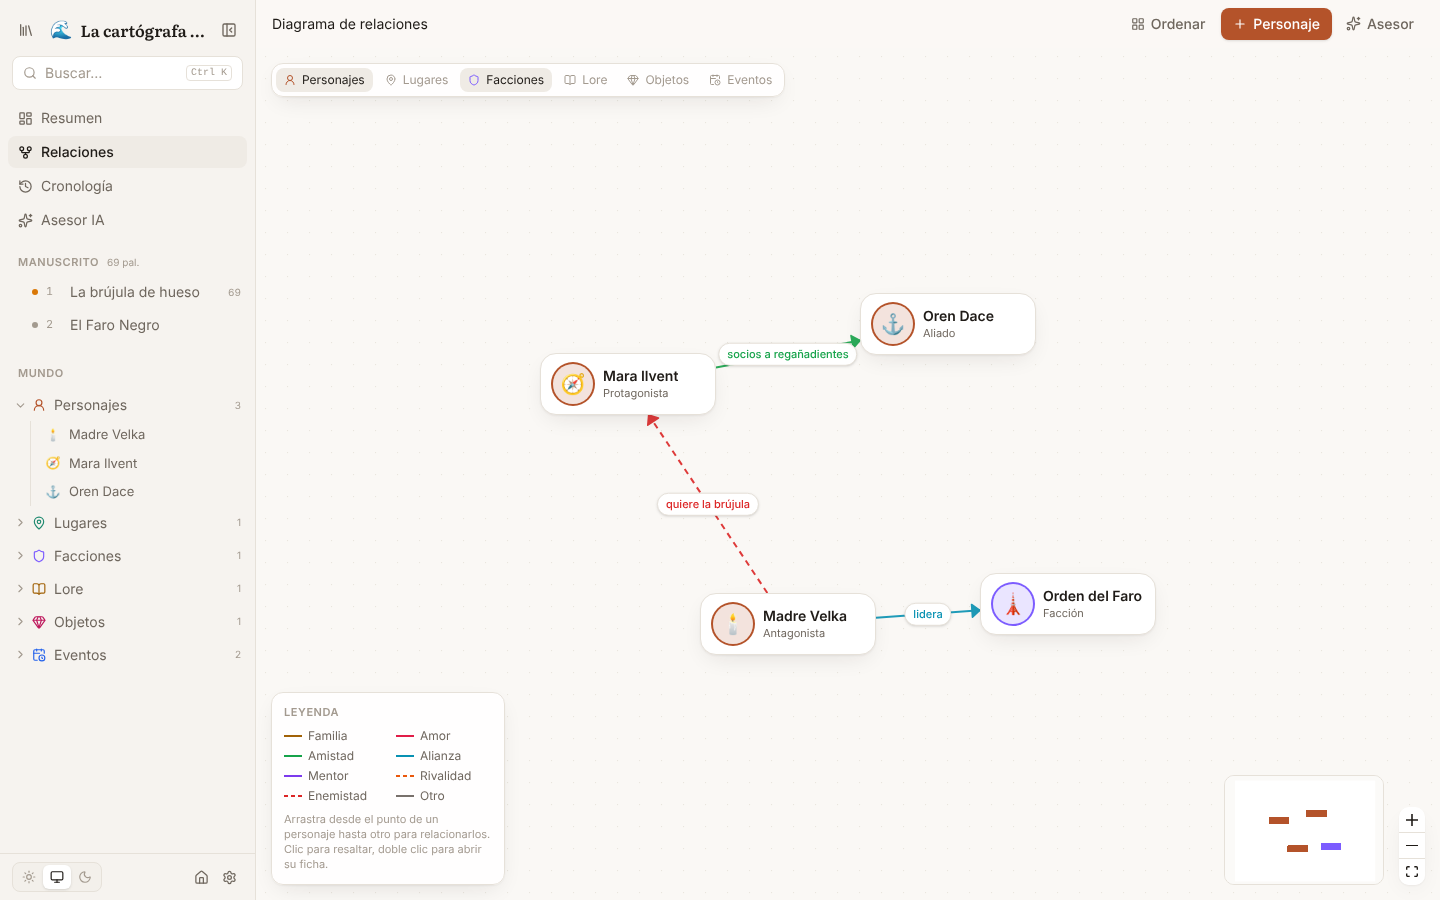 La cartógrafa ...
Buscar...
Ctrl K
Resumen
Relaciones
Cronología
Asesor IA
MANUSCRITO 69 pal.
1 La brújula de hueso 69
2 El Faro Negro
MUNDO
Personajes 3
Madre Velka
Mara Ilvent
Oren Dace
Lugares 1
Facciones 1
Lore 1
Objetos 1
Eventos 2
Diagrama de relaciones
Ordenar
Personaje
Asesor
Personajes
Lugares
Facciones
Lore
Objetos
Eventos
Oren Dace
Aliado
socios a regañadientes
Mara Ilvent
Protagonista
quiere la brújula
Madre Velka
Antagonista
lidera
Orden del Faro
Facción
LEYENDA
Familia
Amor
Amistad
Alianza
Mentor
Rivalidad
Enemistad
Otro
Arrastra desde el punto de un
personaje hasta otro para relacionarlos.
Clic para resaltar, doble clic para abrir
su ficha.